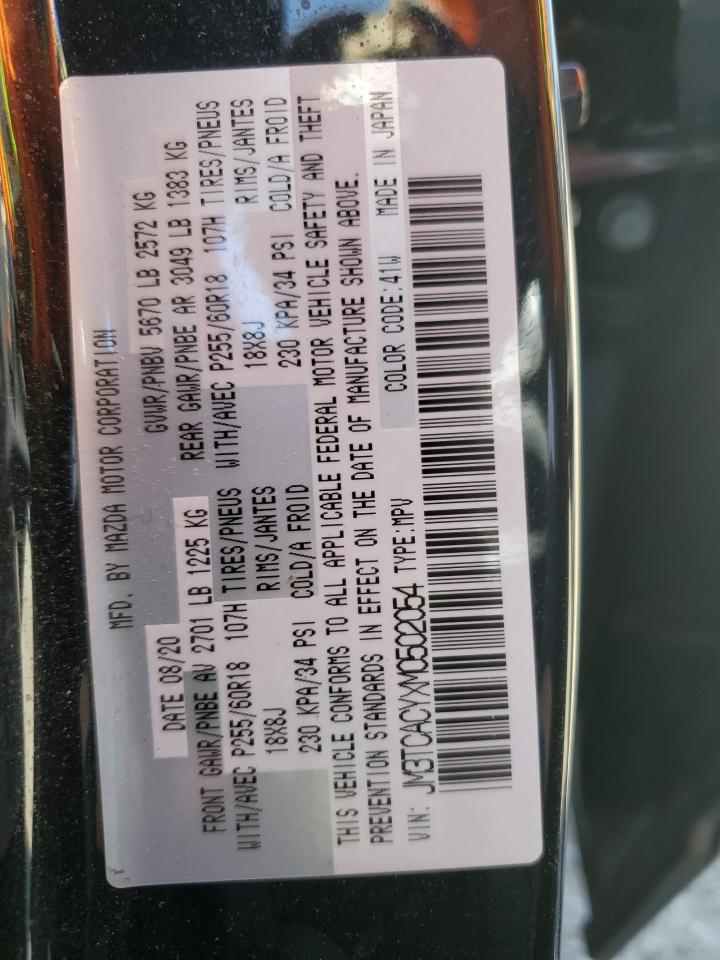 MFD. BY MAZDA MOTOR CORPORATION
DATE 08/20 GVWR/PNBV 5670 LB 2572 KG
FRONT GAWR/PNBE AV 2701 LB 1225 KG REAR GAWR/PNBE AR 3049 LB 1383 KG
WITH/AVEC P255/60R18 107H TIRES/PNEUS WITH/AVEC P255/60R18 107H TIRES/PNEUS
18X8J RIMS/JANTES 18X8J RIMS/JANTES
230 KPA/34 PSI COLD/A FROID 230 KPA/34 PSI COLD/A FROID
THIS VEHICLE CONFORMS TO ALL APPLICABLE FEDERAL MOTOR VEHICLE SAFETY AND THEFT
PREVENTION STANDARDS IN EFFECT ON THE DATE OF MANUFACTURE SHOWN ABOVE.
VIN: JM3TCACYXM0502054 TYPE:MPV COLOR CODE:41W MADE IN JAPAN